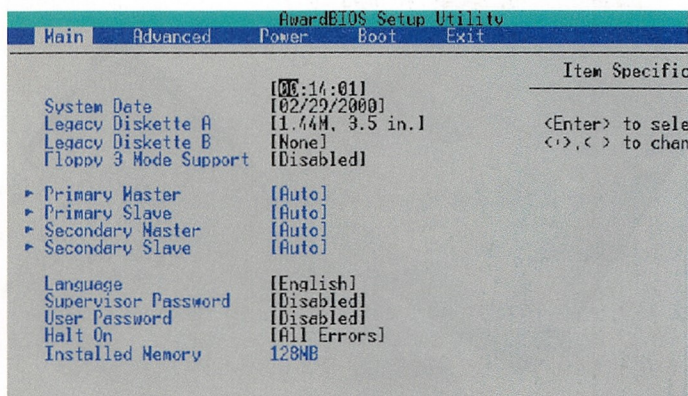 AwardBIOS Setup Utility
Main Advanced Power Boot Exit
Item Specific
[00:14:01]
System Date [02/29/2000]
Legacy Diskette A [1.44M, 3.5 in.]
Legacy Diskette B [None]
Floppy 3 Mode Support [Disabled]
<Enter> to sele
to chan
Primary Master [Auto]
Primary Slave [Auto]
Secondary Master [Auto]
Secondary Slave [Auto]
Language [English]
Supervisor Password [Disabled]
User Password [Disabled]
Halt On [All Errors]
Installed Memory 128MB